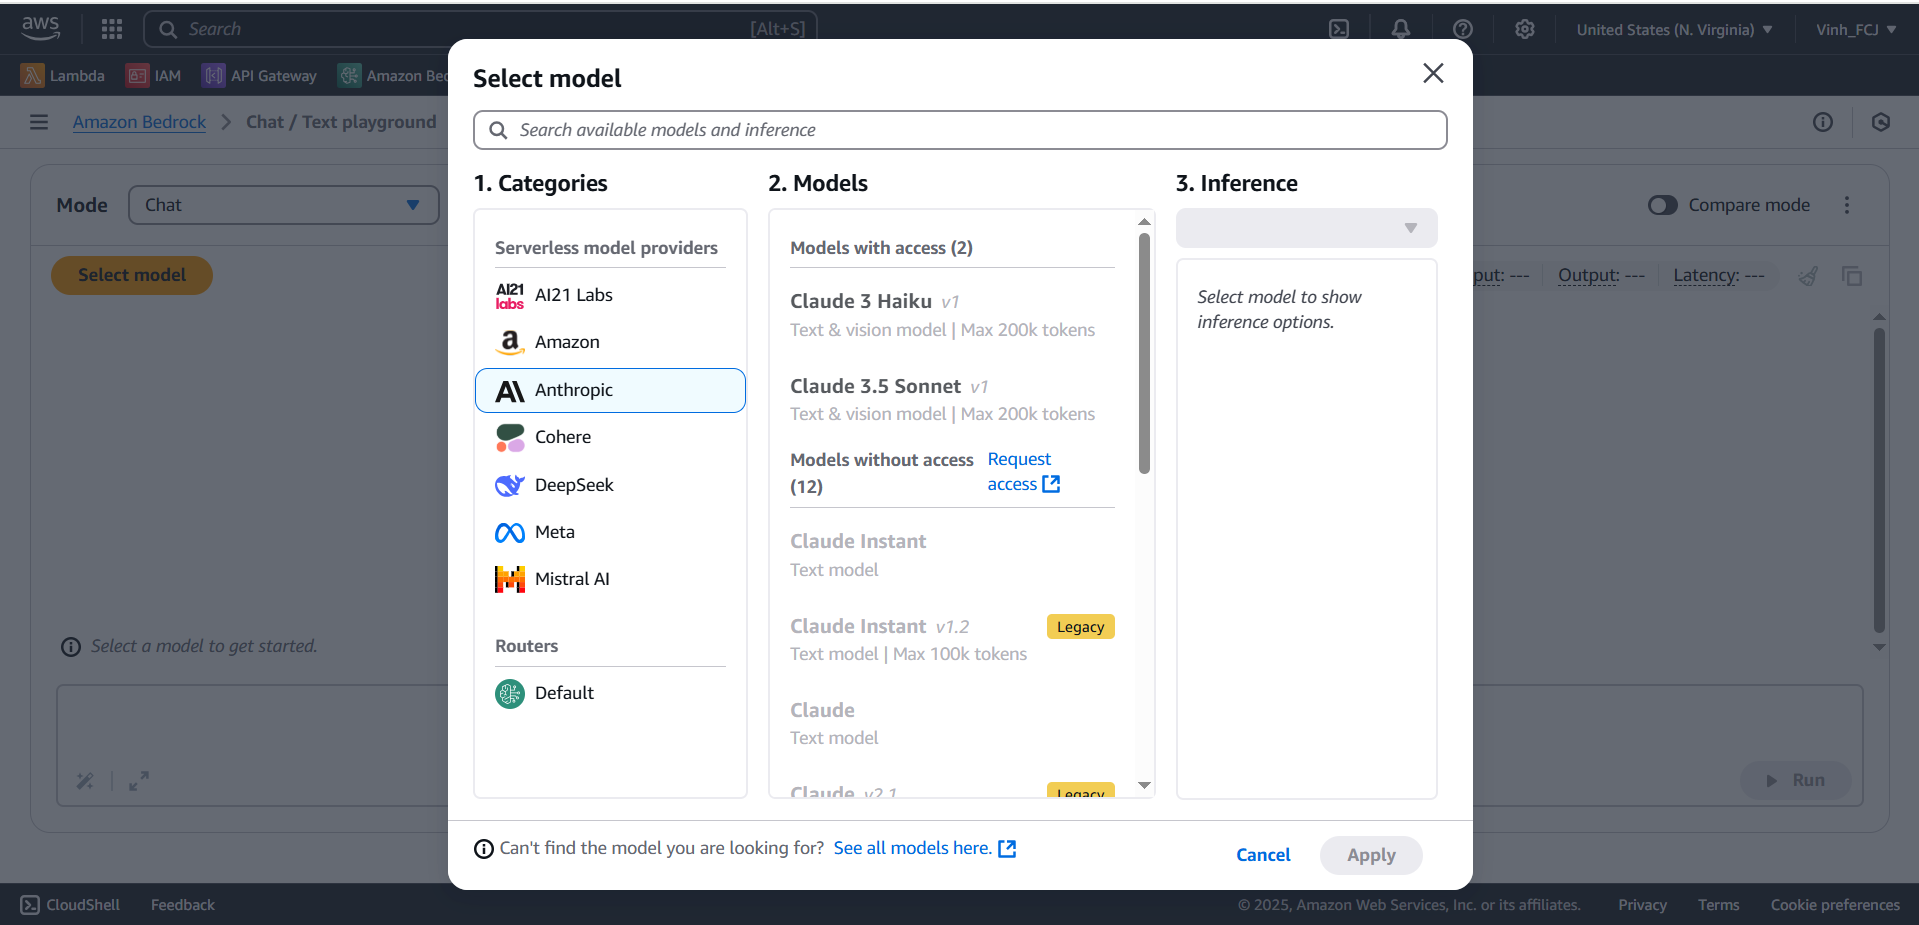 aws
Search
[Alt+S]
United States (N. Virginia)
Vinh_FCJ
Lambda
IAM
API Gateway
Amazon Bec
Amazon Bedrock
Chat / Text playground
Mode
Chat
Compare mode
Select model
put: ---
Output: ---
Latency: ---
Select a model to get started.
Run
Select model
Search available models and inference
1. Categories
Serverless model providers
AI21 labs
AI21 Labs
Amazon
Anthropic
Cohere
DeepSeek
Meta
Mistral AI
Routers
Default
2. Models
Models with access (2)
Claude 3 Haiku v1
Text & vision model | Max 200k tokens
Claude 3.5 Sonnet v1
Text & vision model | Max 200k tokens
Models without access
(12)
Request
access
Claude Instant
Text model
Claude Instant v1.2
Legacy
Text model | Max 100k tokens
Claude
Text model
Claude v2.1
Legacy
3. Inference
Select model to show
inference options.
Can't find the model you are looking for? See all models here.
Cancel
Apply
CloudShell
Feedback
© 2025, Amazon Web Services, Inc. or its affiliates.
Privacy
Terms
Cookie preferences